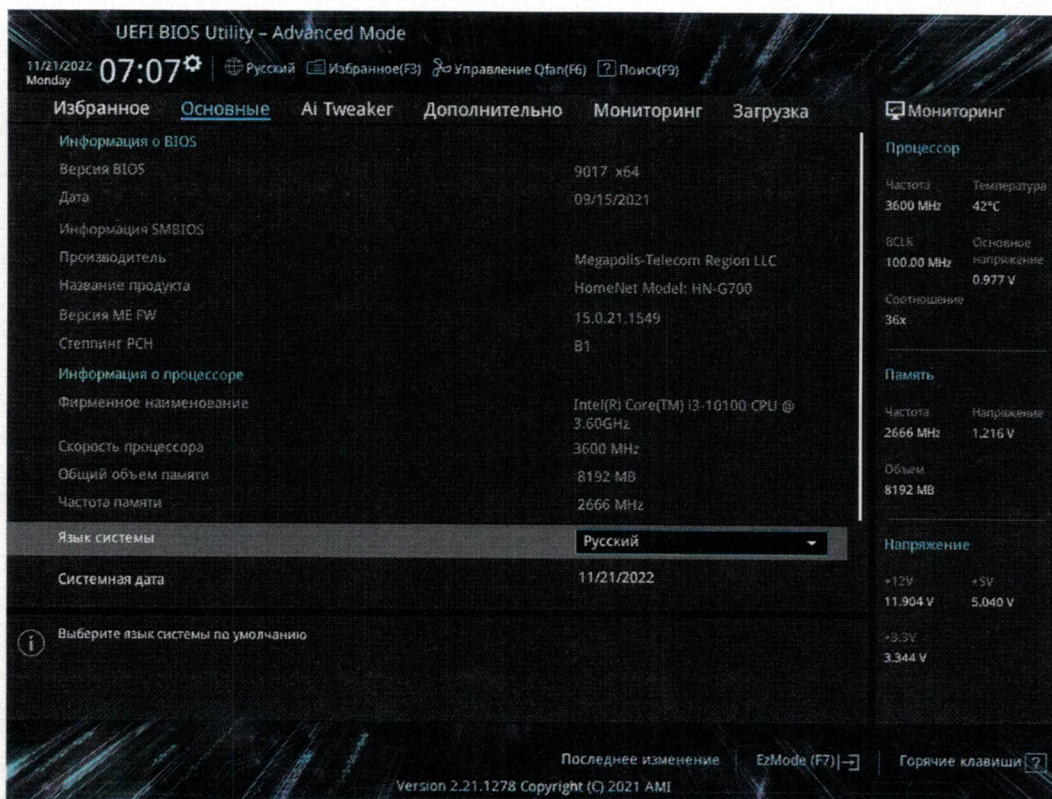 UEFI BIOS Utility – Advanced Mode
11/21/2022
Monday
07:07
Русский Избранное(F3) Управление Qfan(F6) ? Поиск(F9)
Избранное Основные Ai Tweaker Дополнительно Мониторинг Загрузка
Информация о BIOS
Версия BIOS 9017 x64
Дата 09/15/2021
Информация SMBIOS
Производитель Megapolis-Telecom Region LLC
Название продукта HomeNet Model: HN-G700
Версия ME FW 15.0.21.1549
Степпинг PCH B1
Информация о процессоре
Фирменное наименование Intel(R) Core(TM) i3-10100 CPU @
3.60GHz
Скорость процессора 3600 MHz
Общий объем памяти 8192 MB
Частота памяти 2666 MHz
Язык системы Русский
Системная дата 11/21/2022
i Выберите язык системы по умолчанию
Мониторинг
Процессор
Частота Температура
3600 MHz 42°C
BCLK Основное
напряжение
100.00 MHz
0.977 V
Соотношение
36x
Память
Частота Напряжение
2666 MHz 1.216 V
Объем
8192 MB
Напряжение
+12V +5V
11.904 V 5.040 V
+3.3V
3.344 V
Последнее изменение EzMode (F7) Горячие клавиши ?
Version 2.21.1278 Copyright (C) 2021 AMI